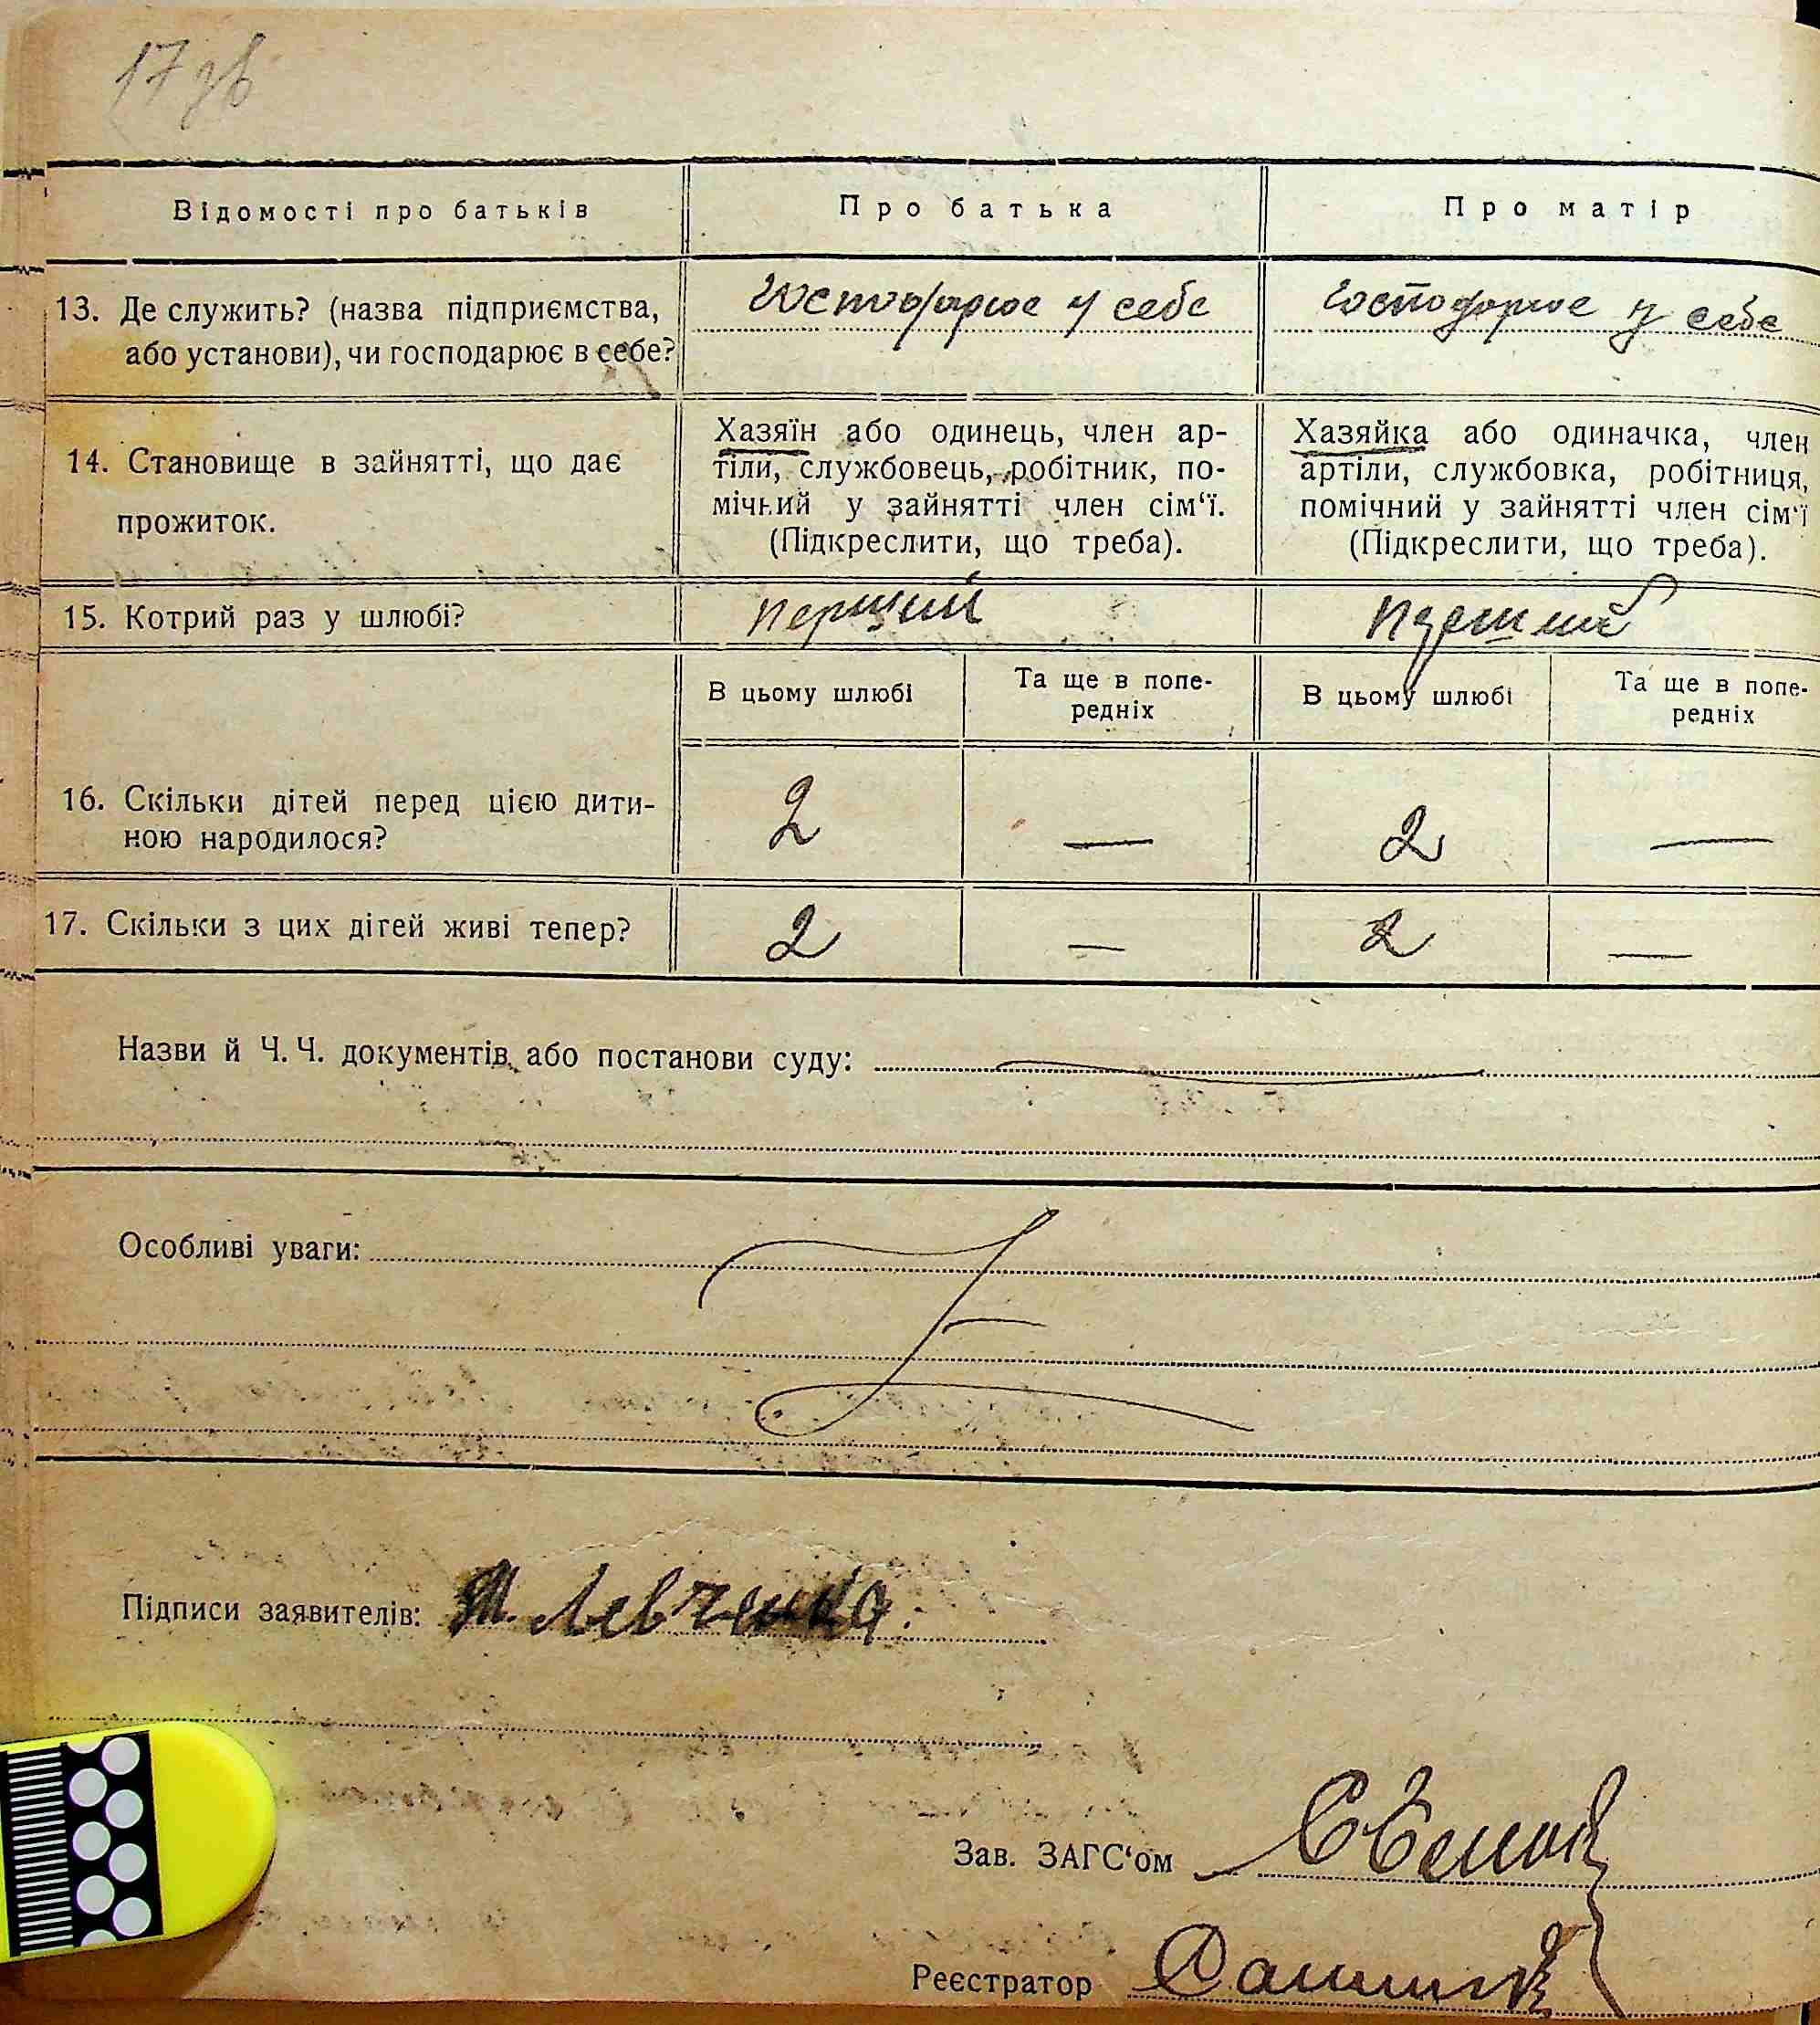 17 зв
Відомості про батьків Про батька Про матір
13. Де служить? (назва підприємства, господарює у себе господарює у себе
або установи), чи господарює в себе?
Хазяїн або одинець, член ар- Хазяйка або одиначка, член
14. Становище в зайнятті, що дає тіли, службовець, робітник, по- артіли, службовка, робітниця,
прожиток. мічний у зайнятті член сім‘ї. помічний у зайнятті член сім‘ї
(Підкреслити, що треба). (Підкреслити, що треба).
15. Котрий раз у шлюбі? перший перший
В цьому шлюбі Та ще в попе- В цьому шлюбі Та ще в попе-
редніх редніх
16. Скільки дітей перед цією дити- 2 — 2 —
ною народилося?
17. Скільки з цих дітей живі тепер? 2 — 2 —
Назви й Ч. Ч. документів, або постанови суду: —
Особливі уваги:
Підписи заявителів: Левченко
Зав. ЗАГС‘ом
Реєстратор